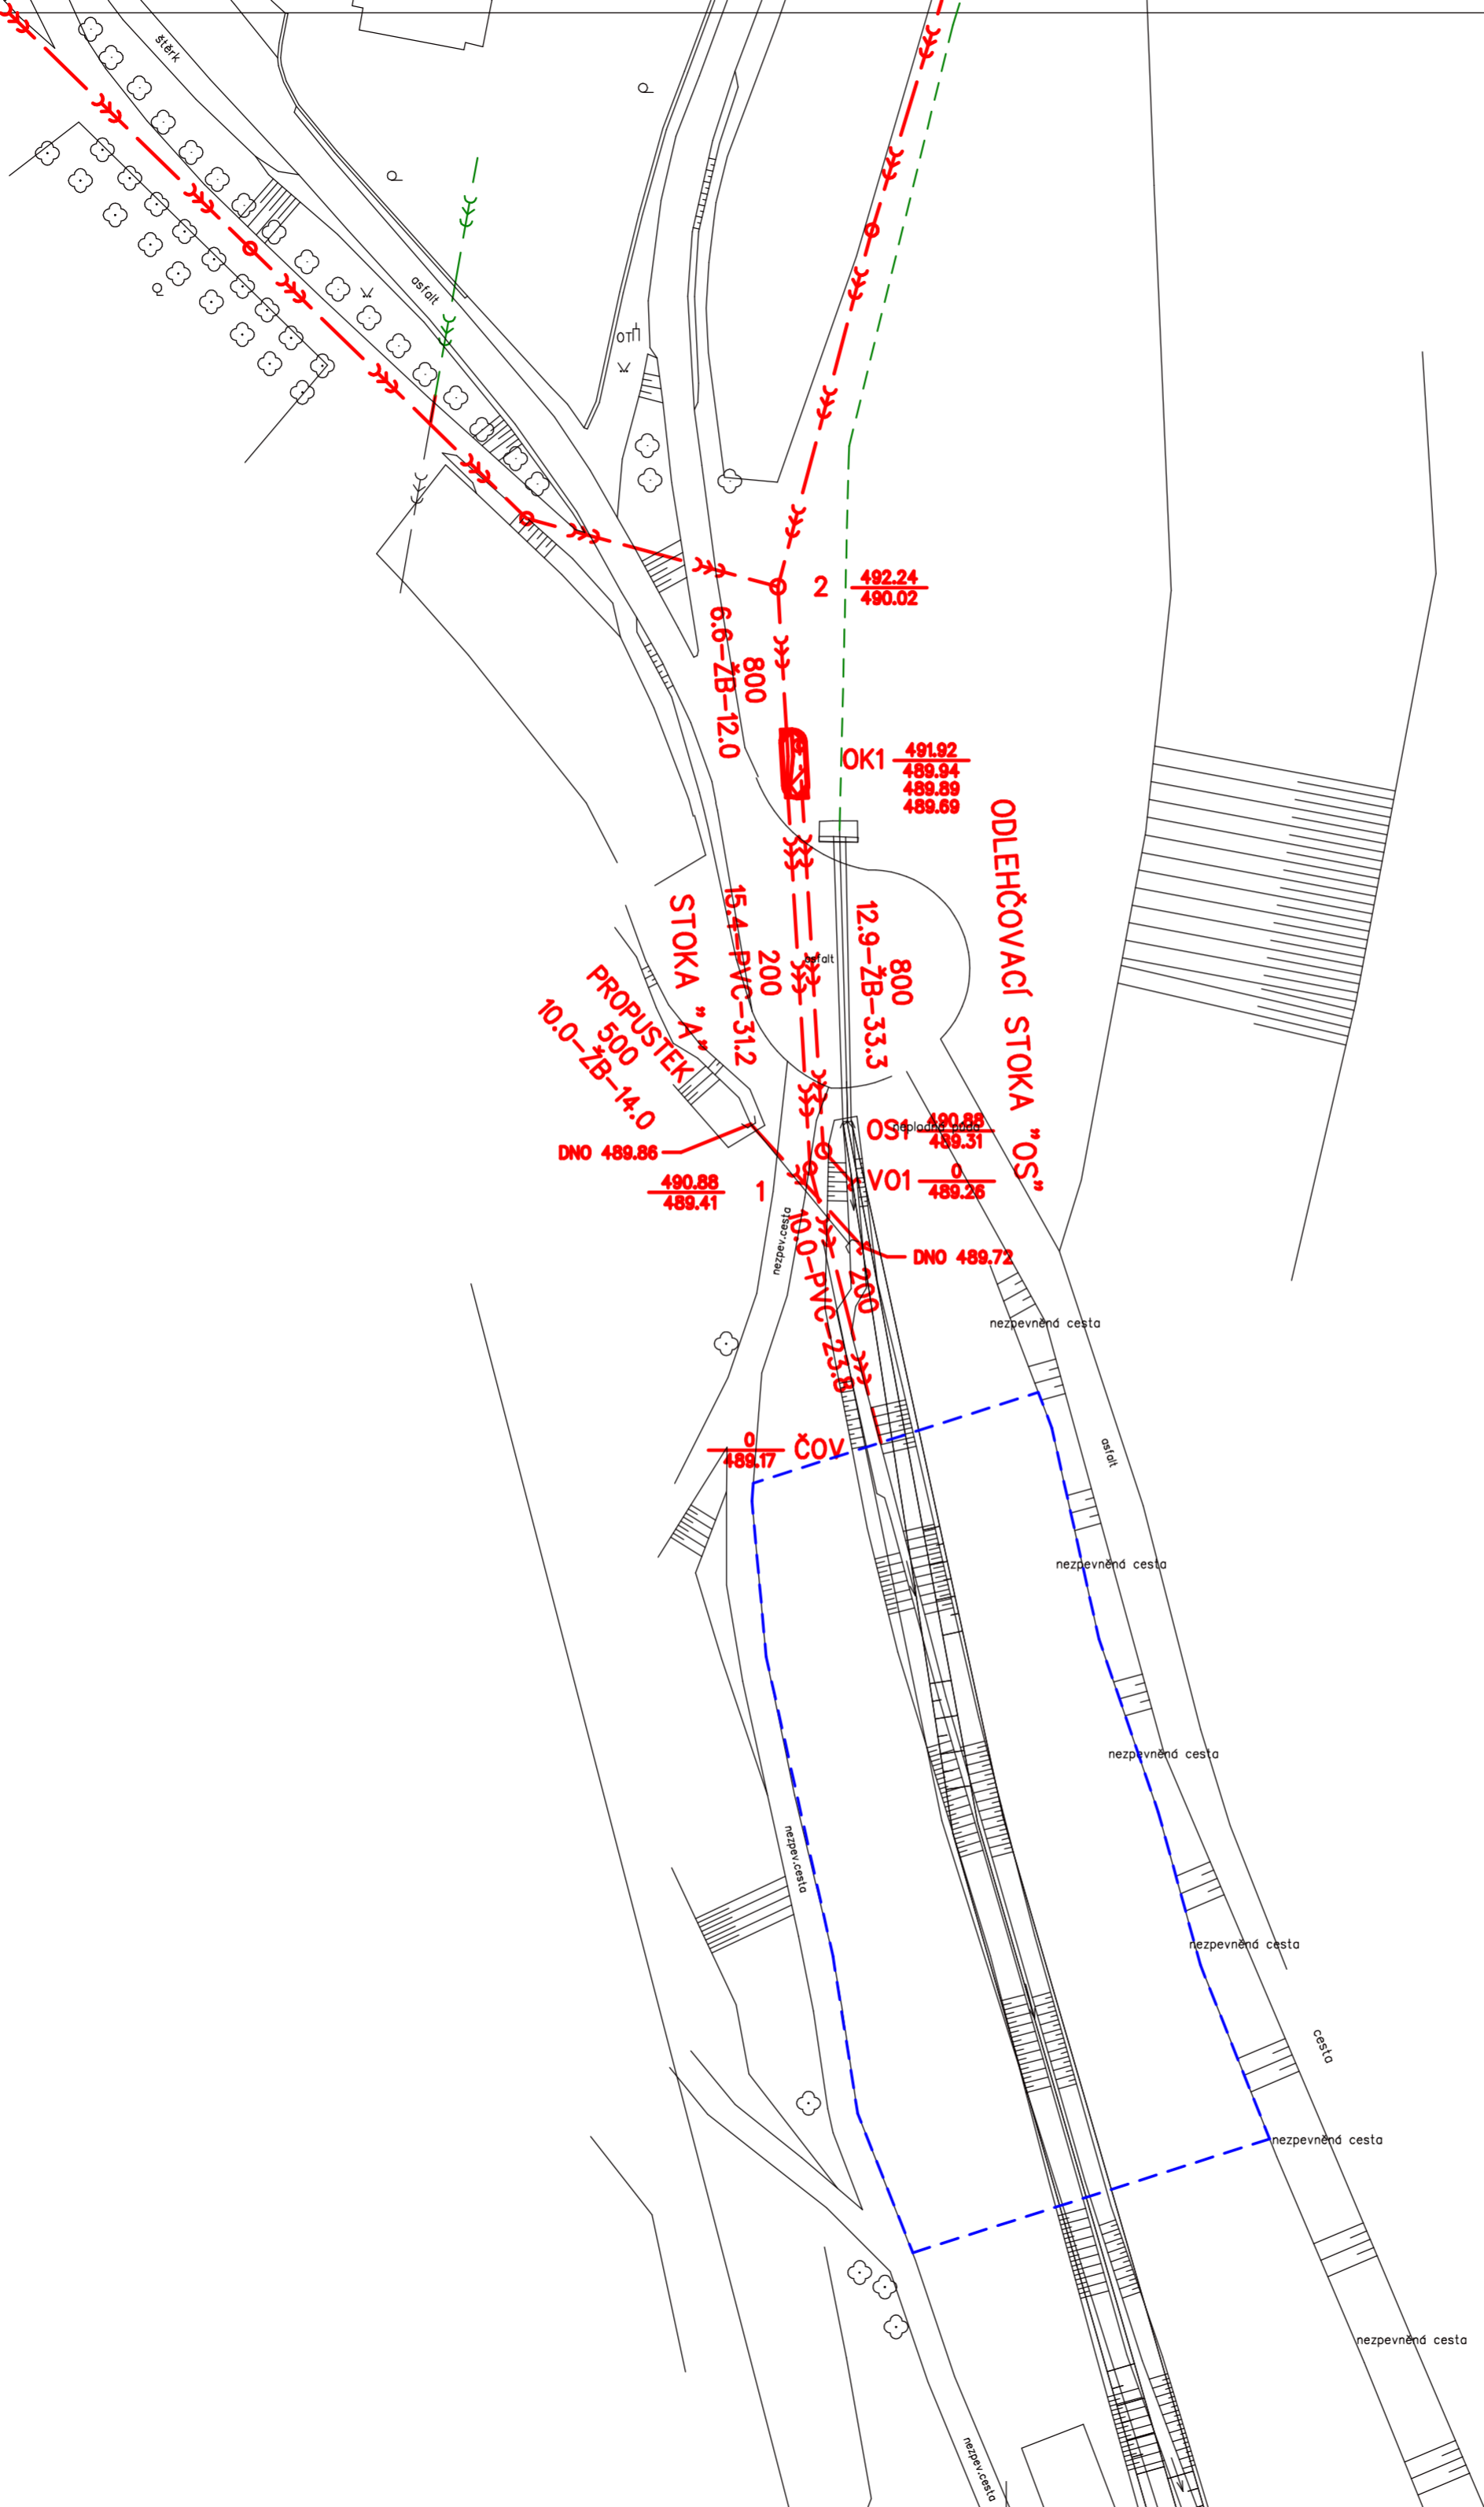 štěrk
asfalt
2
492.24
490.02
6.6-ŽB-12.0
800
OK1
491.92
489.94
489.89
489.69
ODLEHČOVACÍ STOKA "OS"
STOKA "A"
15.4-PVC-31.2
200
asfalt
12.9-ŽB-33.3
800
PROPUSTEK
500
10.0-ŽB-14.0
DNO 489.86
490.88
489.41
1
OS1
490.88
489.31
neplodná půda
VO1
0
489.26
DNO 489.72
nezpev.cesta
10.0-PVC-23.8
200
nezpevněná cesta
0
489.17
ČOV
asfalt
nezpevněná cesta
nezpevněná cesta
nezpev.cesta
nezpevněná cesta
cesta
nezpevněná cesta
nezpevněná cesta
nezpev.cesta